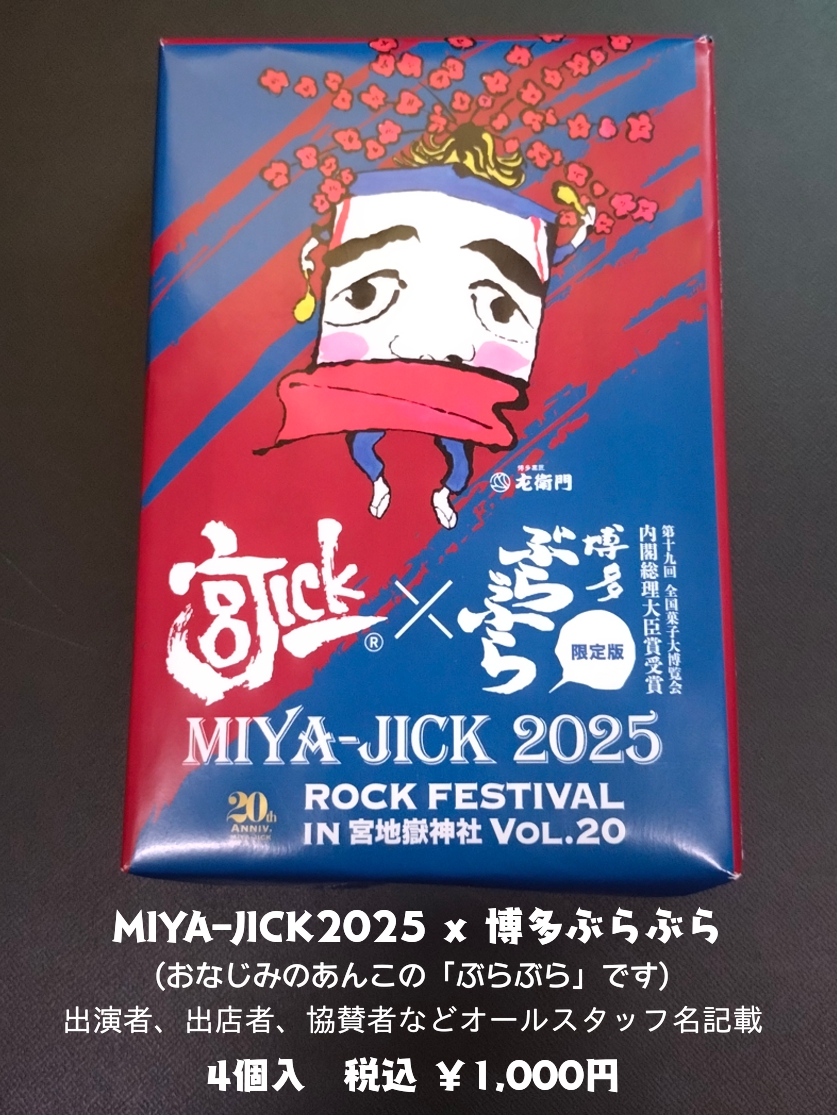 博多菓匠
左衛門
宮JICK
®
×
博多
ぶらぶら
限定版
第十九回 全国菓子大博覧会
内閣総理大臣賞受賞
MIYA-JICK 2025
20th
ANNIV.
MIYA-JICK
ROCK FESTIVAL
IN 宮地嶽神社 VOL.20
MIYA-JICK2025 x 博多ぶらぶら
(おなじみのあんこの「ぶらぶら」です)
出演者、出店者、協賛者などオールスタッフ名記載
4個入 税込 ¥1,000円